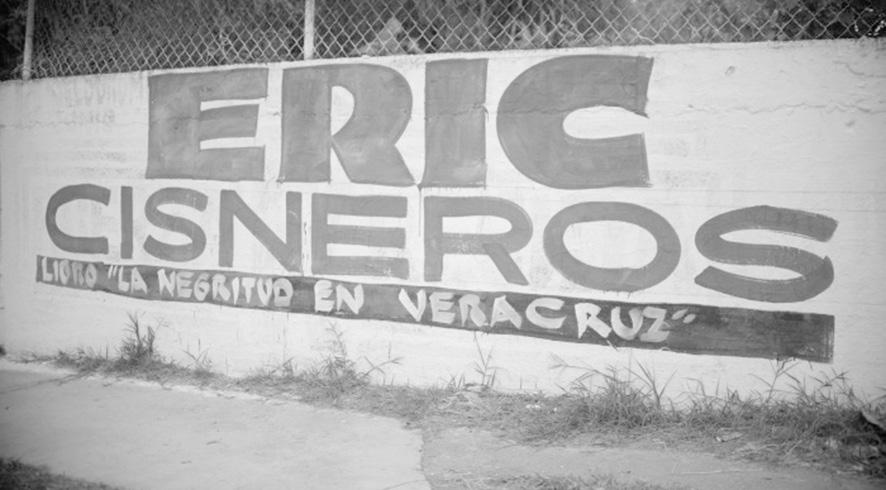 ERIC
CISNEROS
LIBRO "LA NEGRITUD EN VERACRUZ"